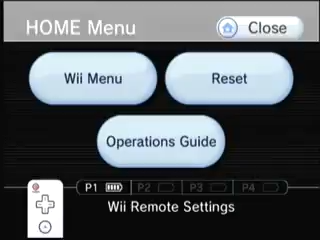 HOME Menu
Close
Wii Menu
Reset
Operations Guide
P1
P2
P3
P4
Wii Remote Settings